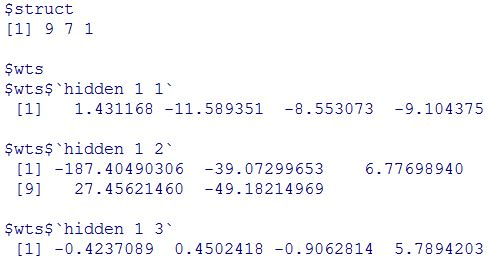 $struct
[1] 9 7 1
$wts
$wts$`hidden 1 1`
[1] 1.431168 -11.589351 -8.553073 -9.104375
$wts$`hidden 1 2`
[1] -187.40490306 -39.07299653 6.77698940
[9] 27.45621460 -49.18214969
$wts$`hidden 1 3`
[1] -0.4237089 0.4502418 -0.9062814 5.7894203